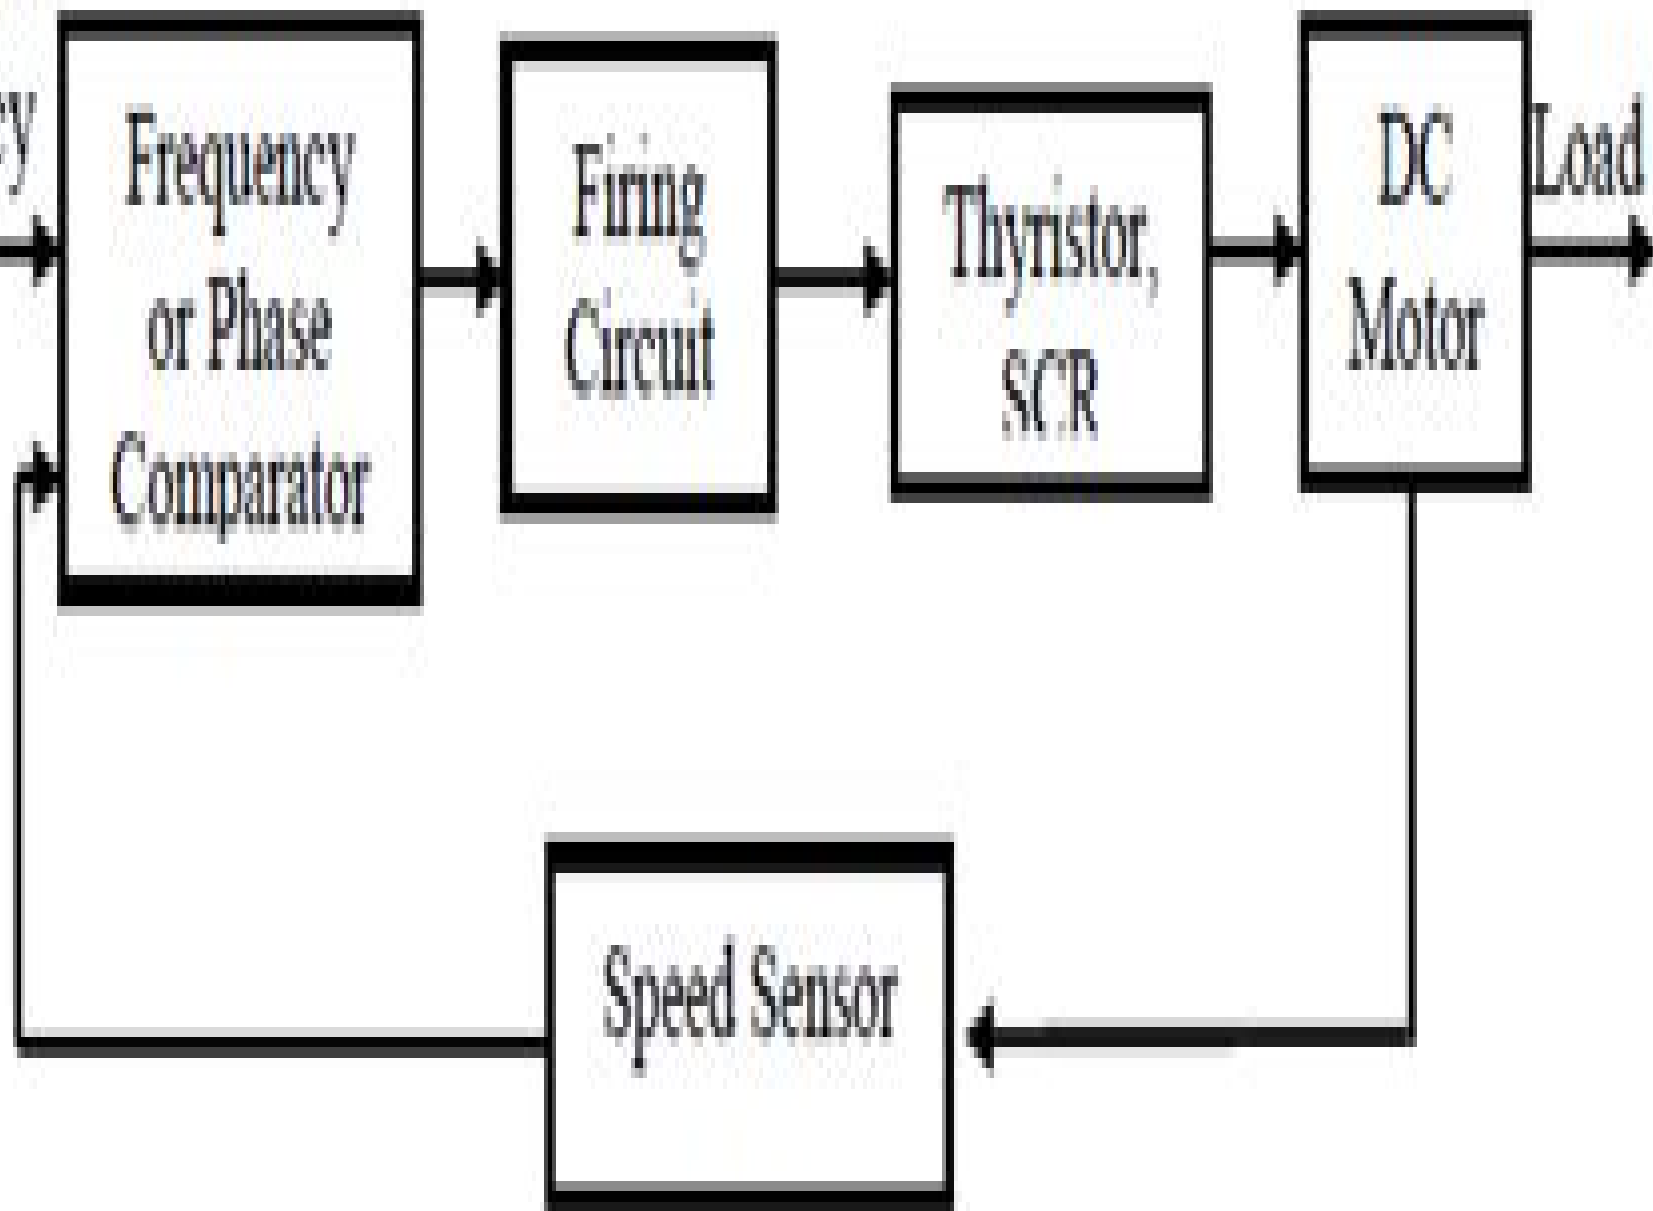 Frequency
or Phase
Comparator
Firing
Circuit
Thyristor,
SCR
DC
Motor
Load
Speed Sensor